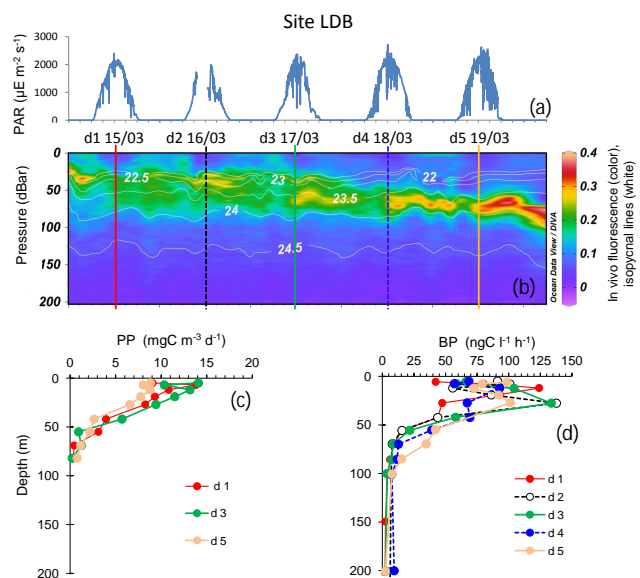 Site LDB
PAR (µE m⁻² s⁻¹)
3000
2000
1000
0
(a)
d1 15/03
d2 16/03
d3 17/03
d4 18/03
d5 19/03
Pressure (dBar)
0
50
100
150
200
22.5
23
22
23.5
24
24.5
(b)
Ocean Data View / DIVA
0.4
0.3
0.2
0.1
0
In vivo fluorescence (color),
isopycnal lines (white)
PP (mgC m⁻³ d⁻¹)
0 5 10 15 20
Depth (m)
0
50
100
150
200
(c)
d 1
d 3
d 5
BP (ngC l⁻¹ h⁻¹)
0 25 50 75 100 125 150
0
50
100
150
200
(d)
d 1
d 2
d 3
d 4
d 5